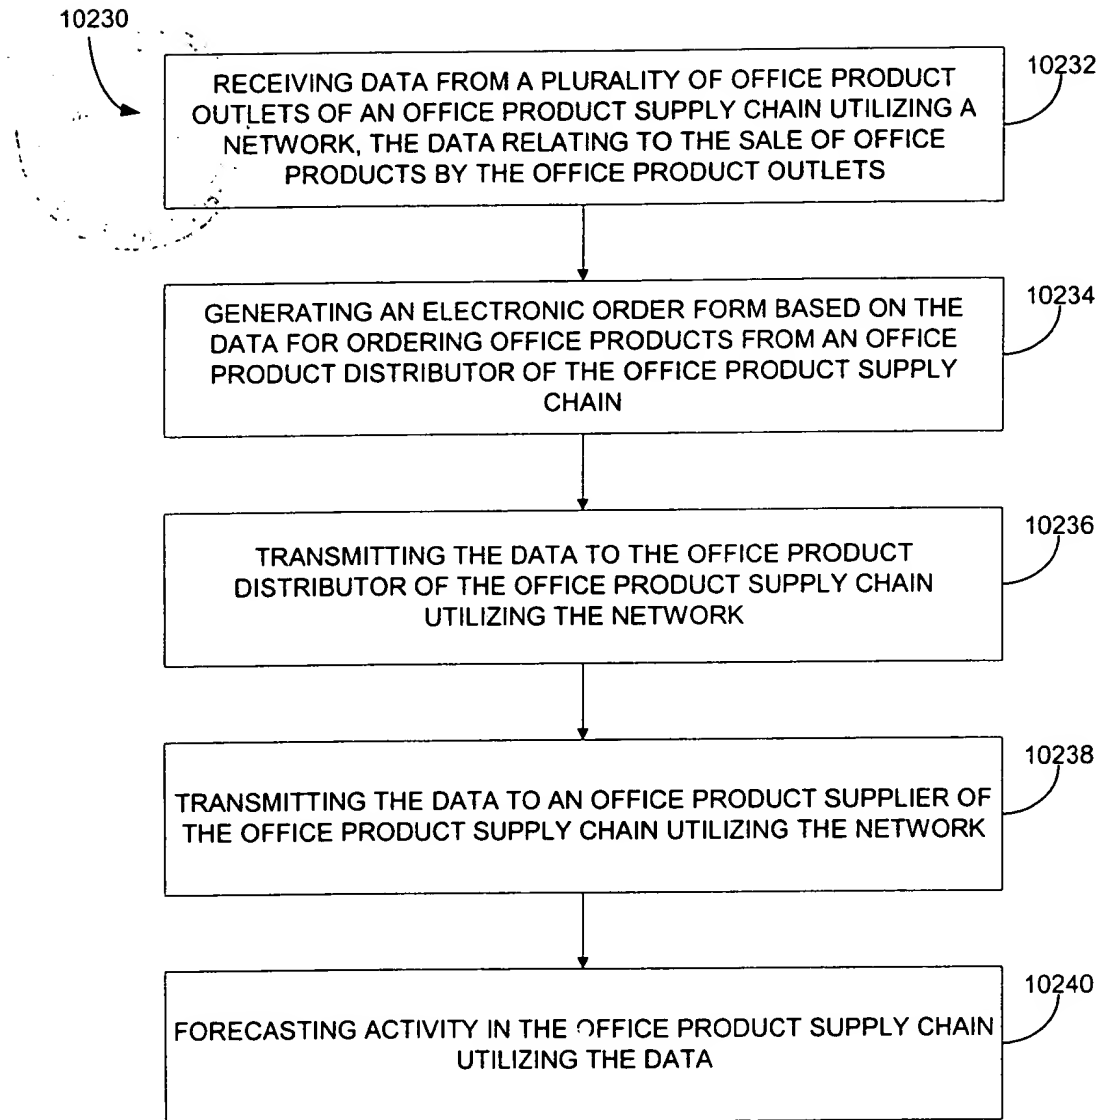 10230
10232
RECEIVING DATA FROM A PLURALITY OF OFFICE PRODUCT
OUTLETS OF AN OFFICE PRODUCT SUPPLY CHAIN UTILIZING A
NETWORK, THE DATA RELATING TO THE SALE OF OFFICE
PRODUCTS BY THE OFFICE PRODUCT OUTLETS
10234
GENERATING AN ELECTRONIC ORDER FORM BASED ON THE
DATA FOR ORDERING OFFICE PRODUCTS FROM AN OFFICE
PRODUCT DISTRIBUTOR OF THE OFFICE PRODUCT SUPPLY
CHAIN
10236
TRANSMITTING THE DATA TO THE OFFICE PRODUCT
DISTRIBUTOR OF THE OFFICE PRODUCT SUPPLY CHAIN
UTILIZING THE NETWORK
10238
TRANSMITTING THE DATA TO AN OFFICE PRODUCT SUPPLIER OF
THE OFFICE PRODUCT SUPPLY CHAIN UTILIZING THE NETWORK
10240
FORECASTING ACTIVITY IN THE OFFICE PRODUCT SUPPLY CHAIN
UTILIZING THE DATA